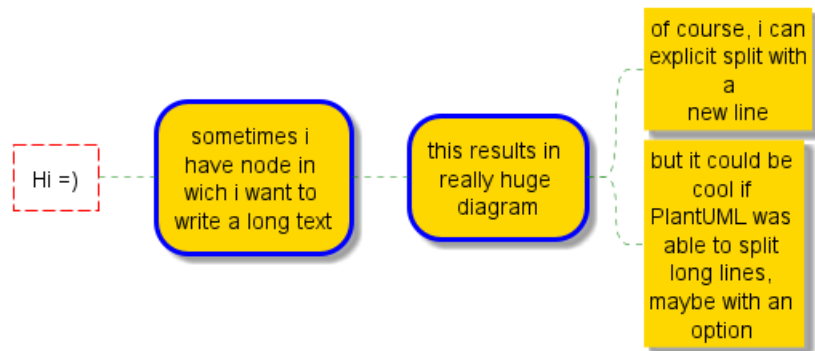 Hi =)
sometimes i
have node in
wich i want to
write a long text
this results in
really huge
diagram
of course, i can
explicit split with
a
new line
but it could be
cool if
PlantUML was
able to split
long lines,
maybe with an
option